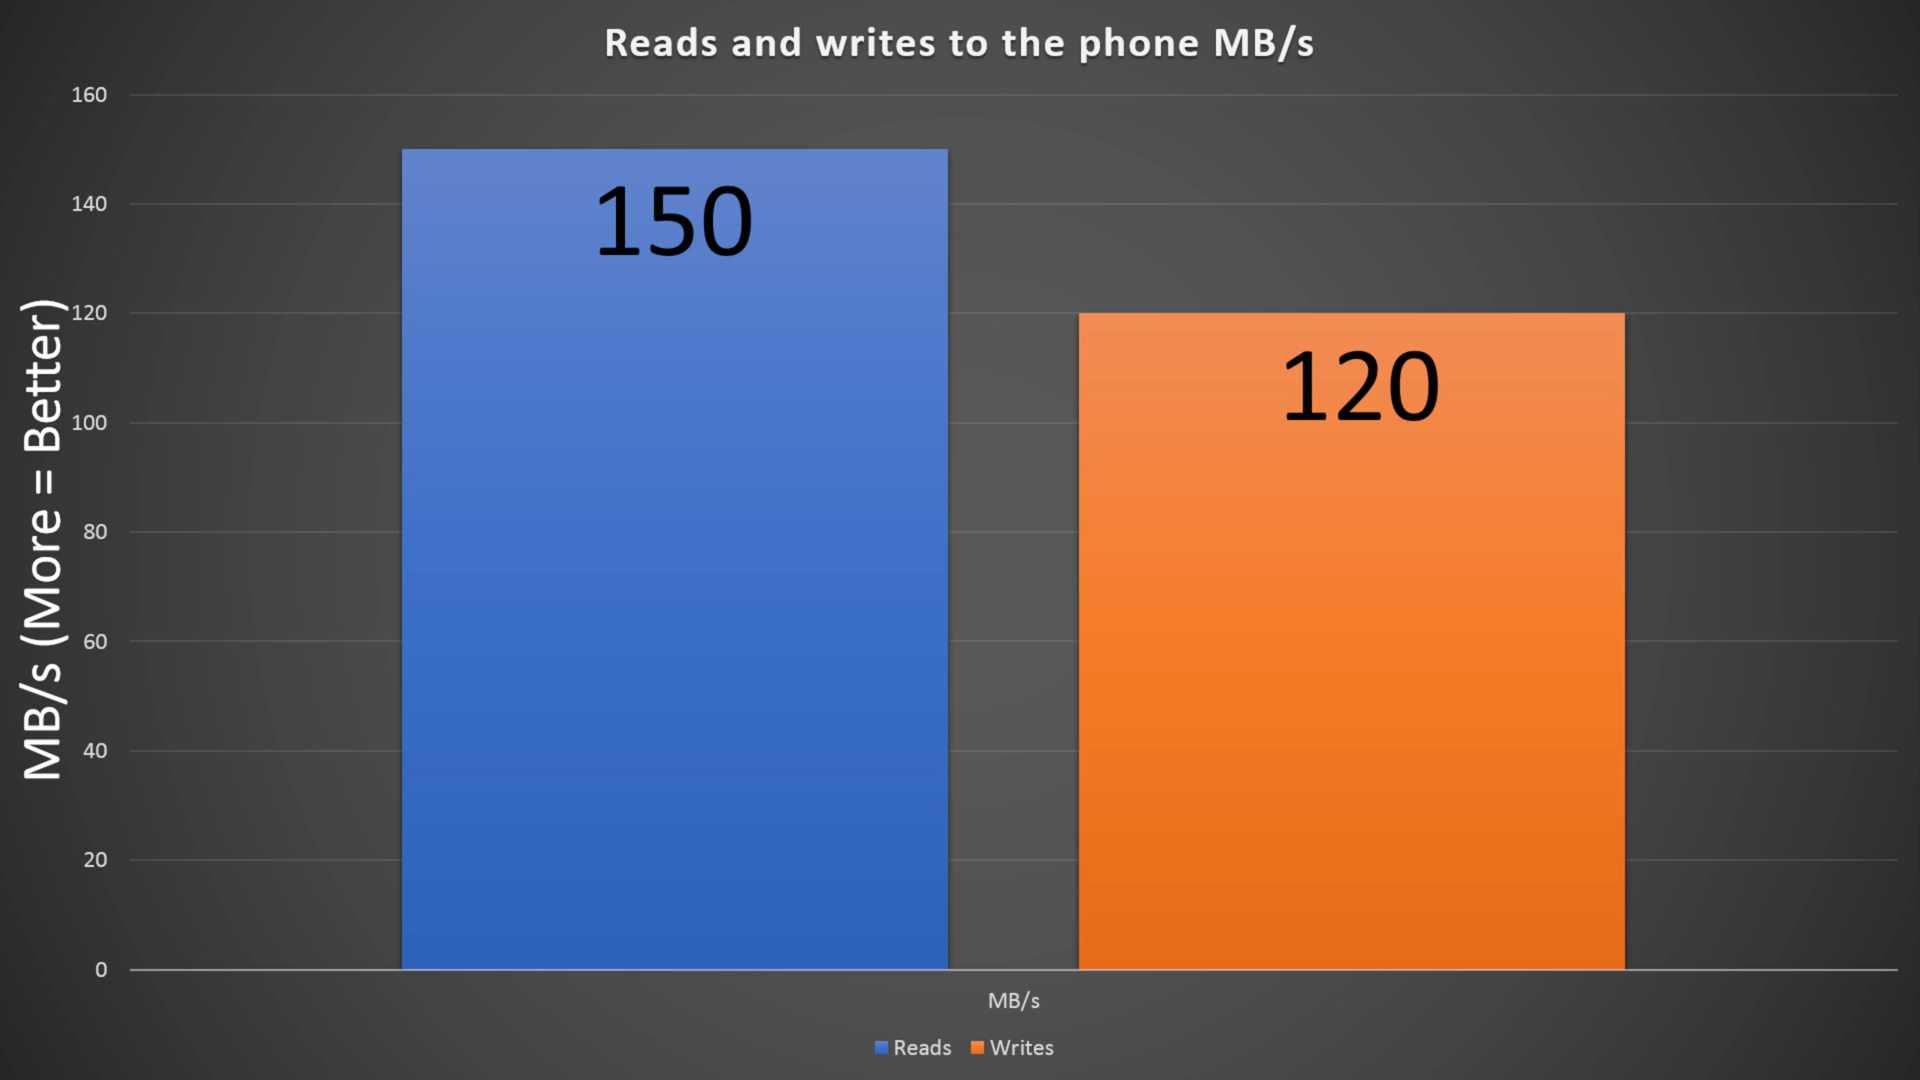 Reads and writes to the phone MB/s
MB/s (More = Better)
160
140
120
100
80
60
40
20
0
150
120
MB/s
Reads Writes